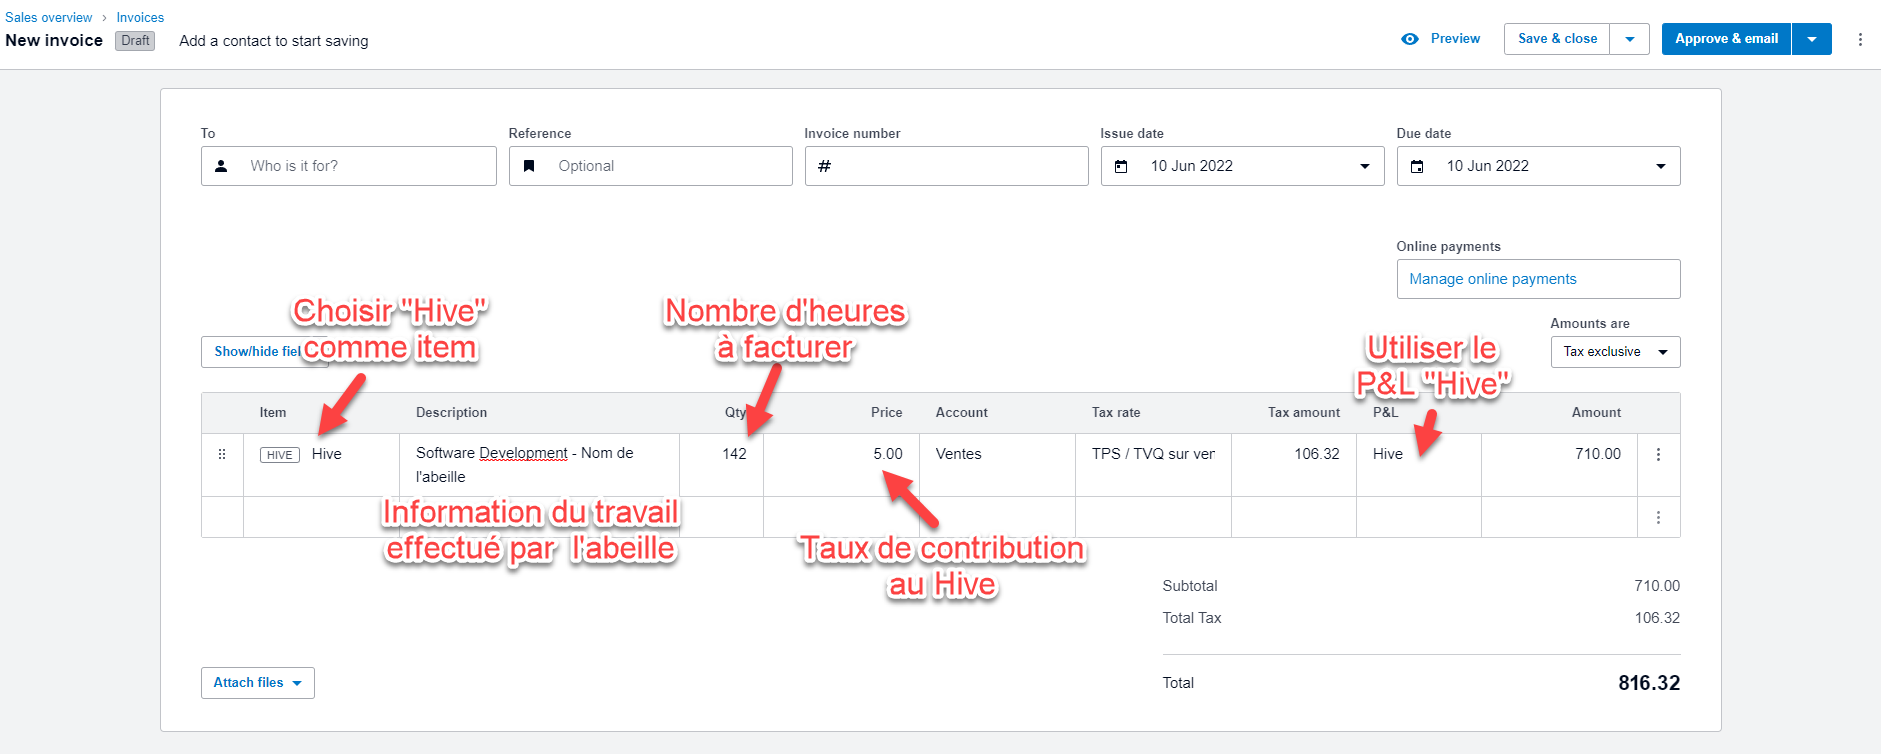 Sales overview › Invoices
New invoice Draft Add a contact to start saving
Preview Save & close Approve & email
To Reference Invoice number Issue date Due date
Who is it for? Optional # 10 Jun 2022 10 Jun 2022
Online payments
Manage online payments
Choisir "Hive"
comme item
Nombre d'heures
à facturer
Utiliser le
P&L "Hive"
Amounts are
Tax exclusive
Show/hide fiel
Item Description Qty Price Account Tax rate Tax amount P&L Amount
HIVE Hive Software Development - Nom de 142 5.00 Ventes TPS / TVQ sur ven 106.32 Hive 710.00
l'abeille
Information du travail
effectué par l'abeille
Taux de contribution
au Hive
Subtotal 710.00
Total Tax 106.32
Total 816.32
Attach files